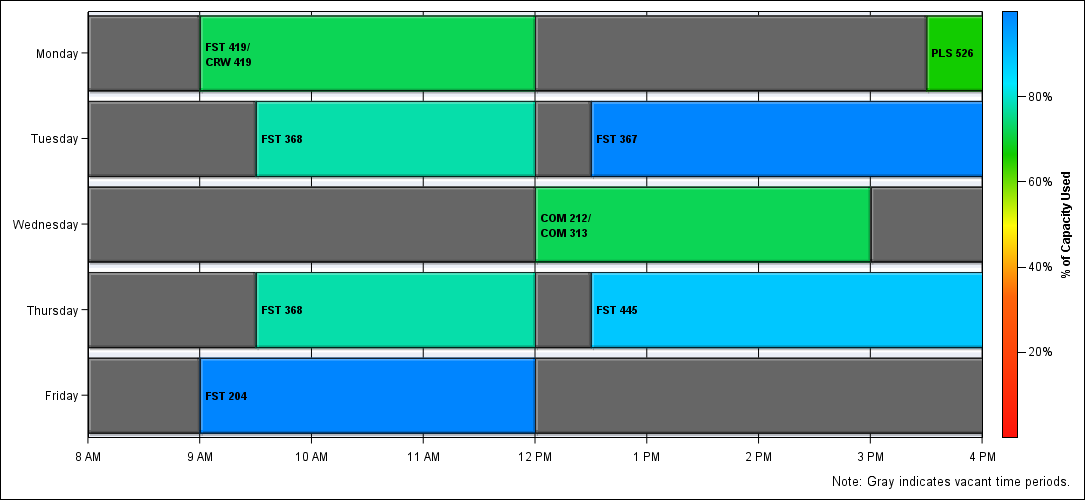 Monday
FST 419/
CRW 419
PLS 526
Tuesday
FST 368
FST 367
Wednesday
COM 212/
COM 313
Thursday
FST 368
FST 445
Friday
FST 204
8 AM
9 AM
10 AM
11 AM
12 PM
1 PM
2 PM
3 PM
4 PM
80%
60%
40%
20%
% of Capacity Used
Note: Gray indicates vacant time periods.